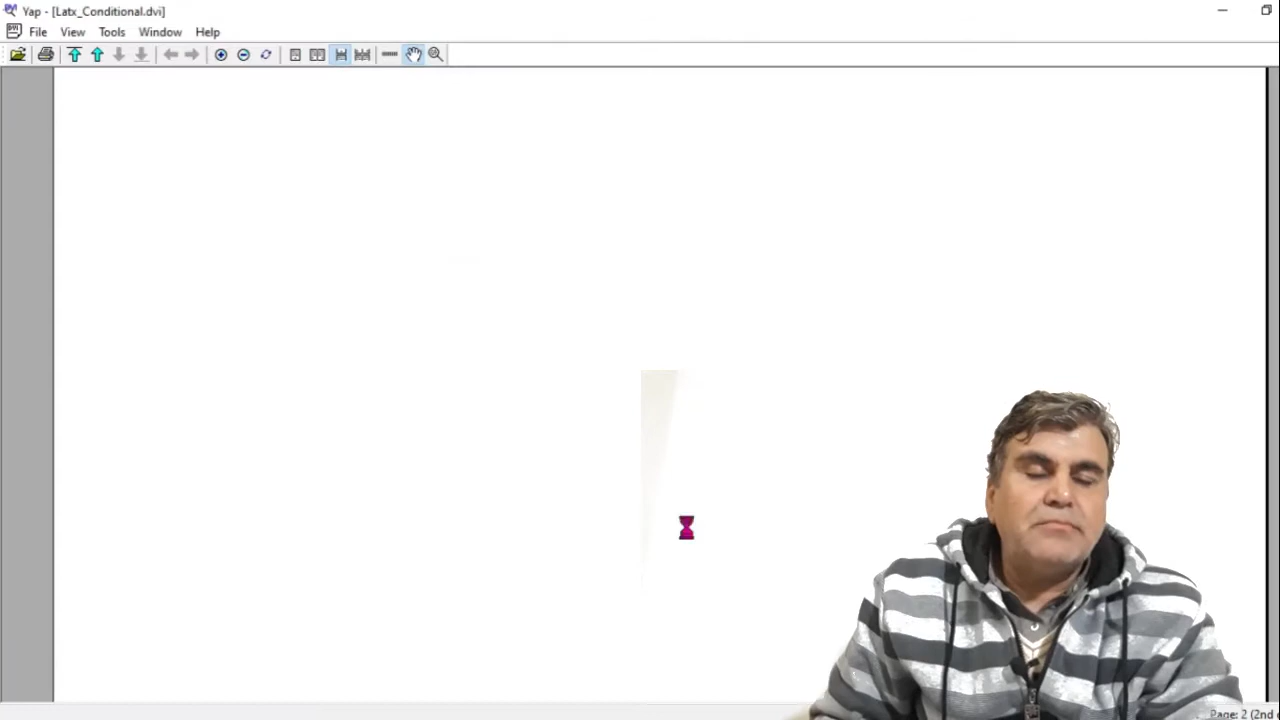 Yap - [Latx_Conditional.dvi]
File View Tools Window Help
Page: 2 (2nd